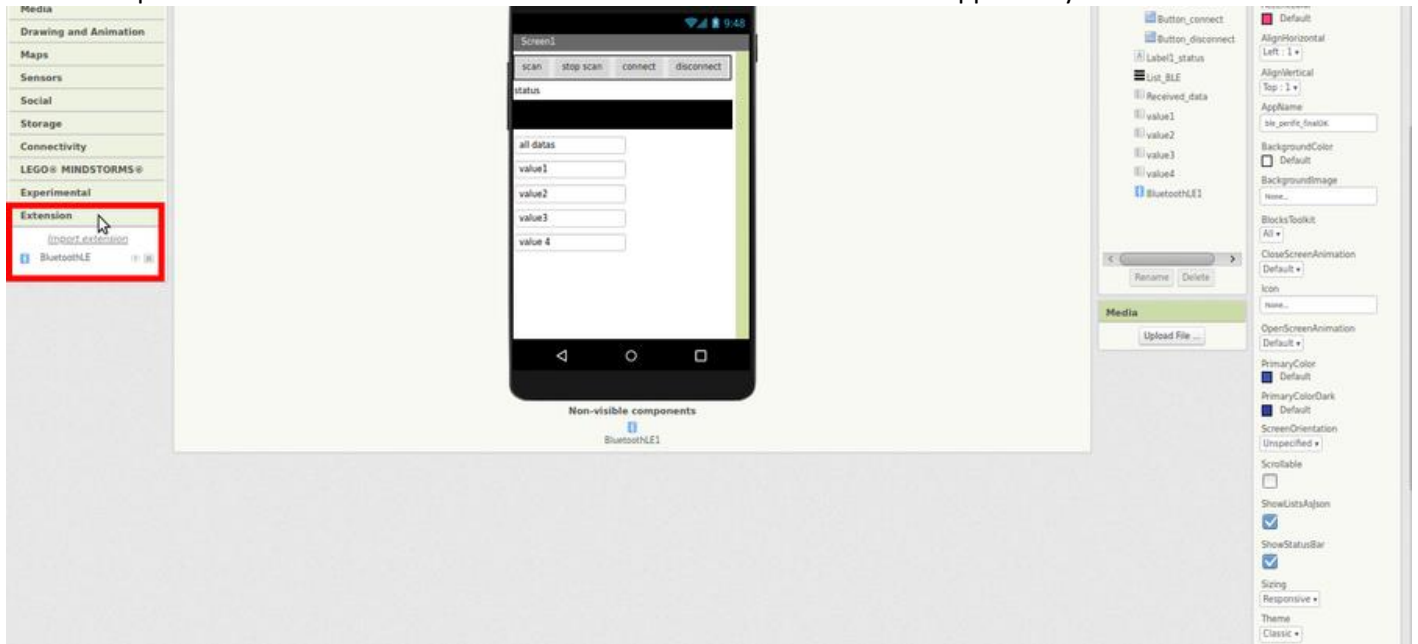 Media
Drawing and Animation
Maps
Sensors
Social
Storage
Connectivity
LEGO® MINDSTORMS®
Experimental
Extension
Import extension
BluetoothLE
9:48
Screen1
scan stop scan connect disconnect
status
all datas
value1
value2
value3
value 4
Non-visible components
BluetoothLE1
Button_connect
Button_disconnect
Label1_status
List_BLE
Received_data
value1
value2
value3
value4
BluetoothLE1
Rename Delete
Media
Upload File ...
Default
AlignHorizontal
Left : 1
AlignVertical
Top : 1
AppName
BackgroundColor
Default
BackgroundImage
None...
BlocksToolkit
All
CloseScreenAnimation
Default
Icon
None...
OpenScreenAnimation
Default
PrimaryColor
Default
PrimaryColorDark
Default
ScreenOrientation
Unspecified
Scrollable
ShowListsAsJson
ShowStatusBar
Sizing
Responsive
Theme
Classic